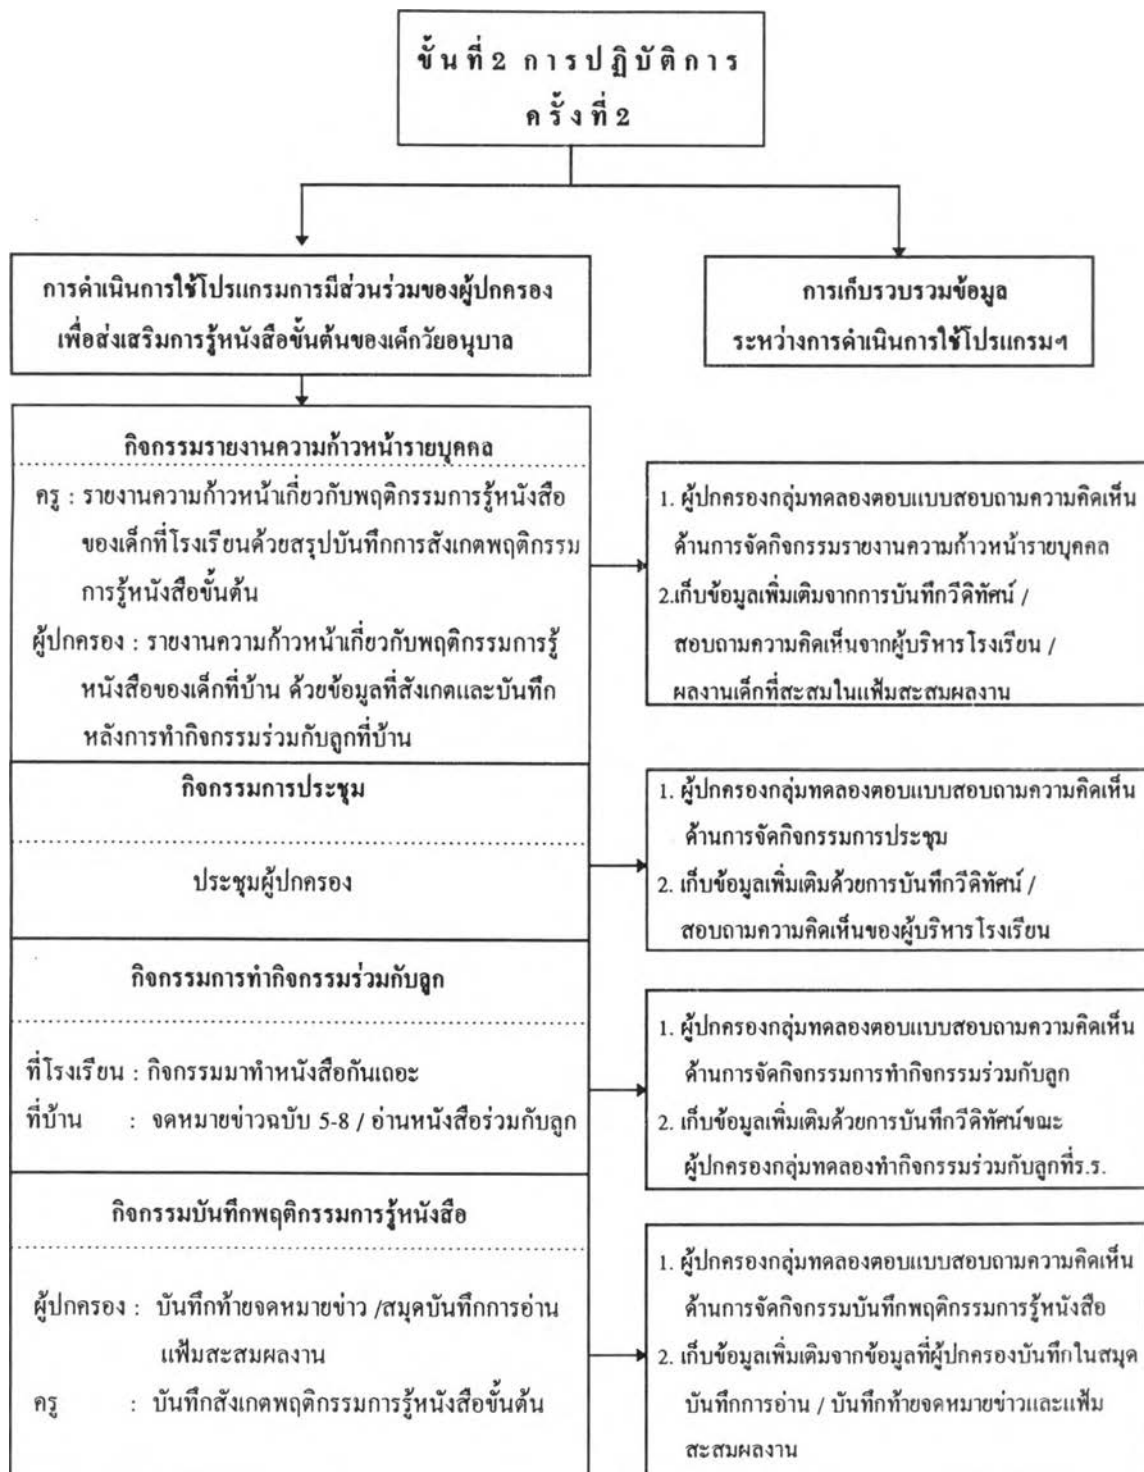 ขั้นที่2 การปฏิบัติการ
ครั้งที่2
การดำเนินการใช้โปรแกรมการมีส่วนร่วมของผู้ปกครอง
เพื่อส่งเสริมการรู้หนังสือขั้นต้นของเด็กวัยอนุบาล
การเก็บรวบรวมข้อมูล
ระหว่างการดำเนินการใช้โปรแกรมฯ
กิจกรรมรายงานความก้าวหน้ารายบุคคล
ครู : รายงานความก้าวหน้าเกี่ยวกับพฤติกรรมการรู้หนังสือ
ของเด็กที่โรงเรียนด้วยสรุปบันทึกการสังเกตพฤติกรรม
การรู้หนังสือขั้นต้น
ผู้ปกครอง : รายงานความก้าวหน้าเกี่ยวกับพฤติกรรมการรู้
หนังสือของเด็กที่บ้าน ด้วยข้อมูลที่สังเกตและบันทึก
หลังการทำกิจกรรมร่วมกับลูกที่บ้าน
1. ผู้ปกครองกลุ่มทดลองตอบแบบสอบถามความคิดเห็น
ด้านการจัดกิจกรรมรายงานความก้าวหน้ารายบุคคล
2.เก็บข้อมูลเพิ่มเติมจากการบันทึกวีดิทัศน์ /
สอบถามความคิดเห็นจากผู้บริหารโรงเรียน /
ผลงานเด็กที่สะสมในแฟ้มสะสมผลงาน
กิจกรรมการประชุม
ประชุมผู้ปกครอง
1. ผู้ปกครองกลุ่มทดลองตอบแบบสอบถามความคิดเห็น
ด้านการจัดกิจกรรมการประชุม
2. เก็บข้อมูลเพิ่มเติมด้วยการบันทึกวีดิทัศน์ /
สอบถามความคิดเห็นของผู้บริหารโรงเรียน
กิจกรรมการทำกิจกรรมร่วมกับลูก
ที่โรงเรียน : กิจกรรมมาทำหนังสือกันเถอะ
ที่บ้าน : จดหมายข่าวฉบับ 5-8 / อ่านหนังสือร่วมกับลูก
1. ผู้ปกครองกลุ่มทดลองตอบแบบสอบถามความคิดเห็น
ด้านการจัดกิจกรรมการทำกิจกรรมร่วมกับลูก
2. เก็บข้อมูลเพิ่มเติมด้วยการบันทึกวีดิทัศน์ขณะ
ผู้ปกครองกลุ่มทดลองทำกิจกรรมร่วมกับลูกที่ร.ร.
กิจกรรมบันทึกพฤติกรรมการรู้หนังสือ
ผู้ปกครอง : บันทึกท้ายจดหมายข่าว /สมุดบันทึกการอ่าน
แฟ้มสะสมผลงาน
ครู : บันทึกสังเกตพฤติกรรมการรู้หนังสือขั้นต้น
1. ผู้ปกครองกลุ่มทดลองตอบแบบสอบถามความคิดเห็น
ด้านการจัดกิจกรรมบันทึกพฤติกรรมการรู้หนังสือ
2. เก็บข้อมูลเพิ่มเติมจากข้อมูลที่ผู้ปกครองบันทึกในสมุด
บันทึกการอ่าน / บันทึกท้ายจดหมายข่าวและแฟ้ม
สะสมผลงาน